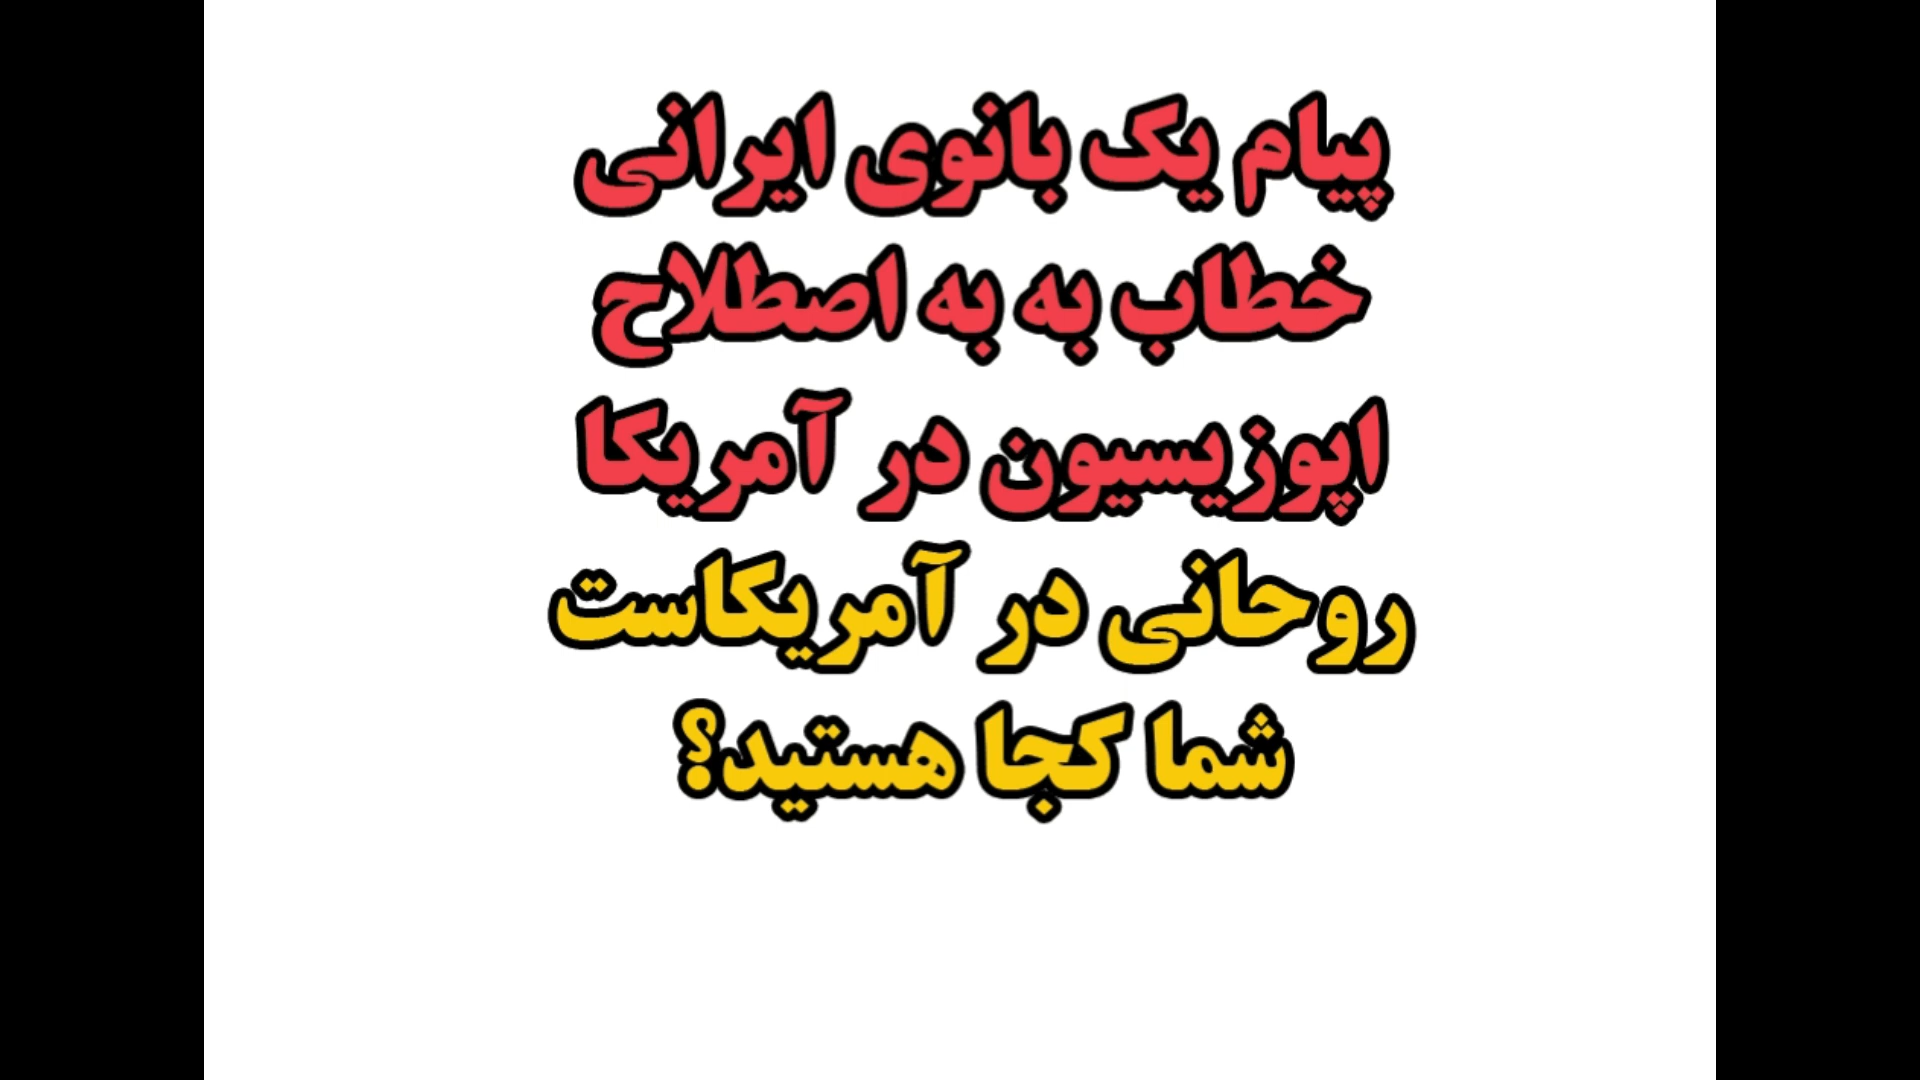 پیام یک بانوی ایرانی
خطاب به به اصطلاح
اپوزیسیون در آمریکا
روحانی در آمریکاست
شما کجا هستید؟